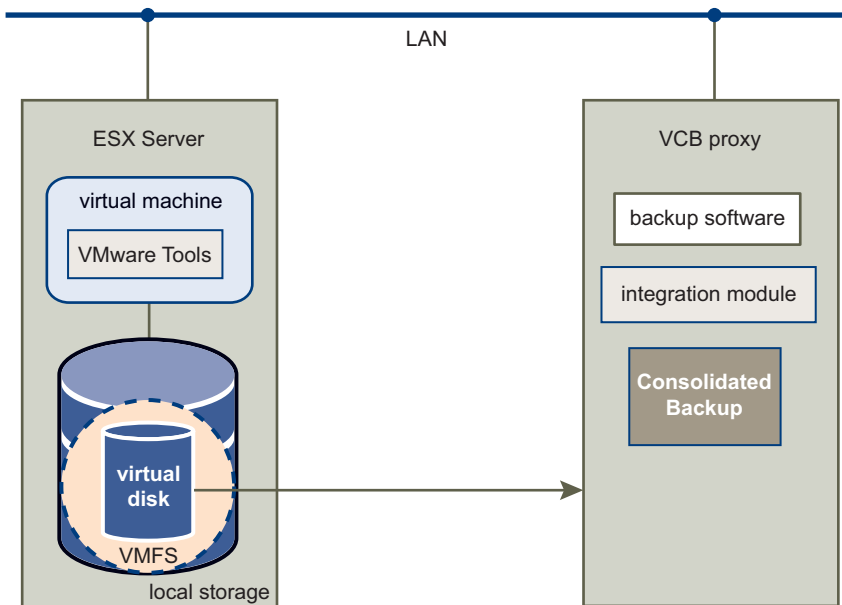 LAN
ESX Server
virtual machine
VMware Tools
virtual
disk
VMFS
local storage
VCB proxy
backup software
integration module
Consolidated
Backup